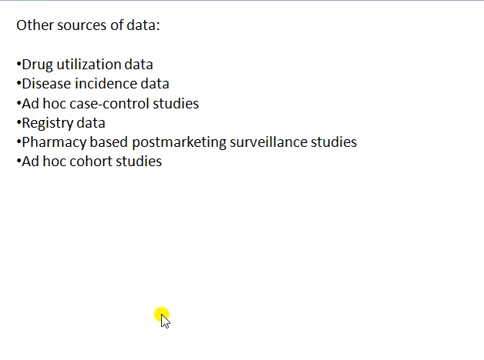 Other sources of data:
•Drug utilization data
•Disease incidence data
•Ad hoc case-control studies
•Registry data
•Pharmacy based postmarketing surveillance studies
•Ad hoc cohort studies